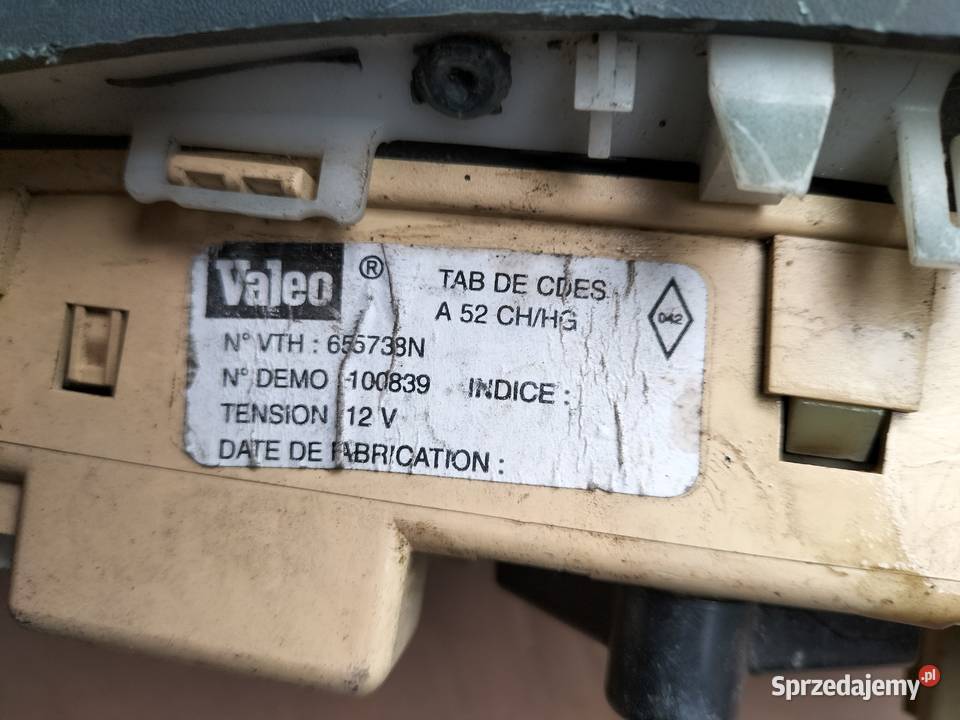 Valeo ®
TAB DE CDES
A 52 CH/HG
042
N° VTH : 655738N
N° DEMO 100839 INDICE :
TENSION 12 V
DATE DE FABRICATION :
Sprzedajemy.pl